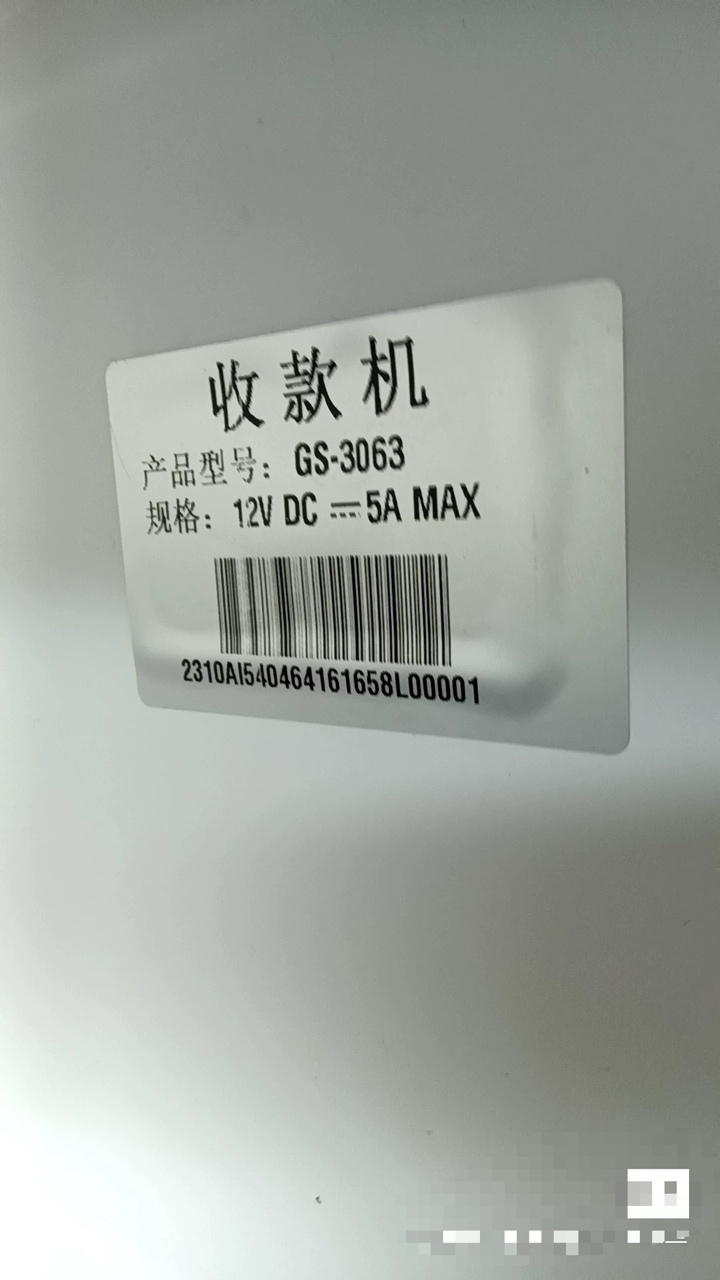 收款机
产品型号：GS-3063
规格：12V DC ⎓ 5A MAX
2310AI540464161658L00001